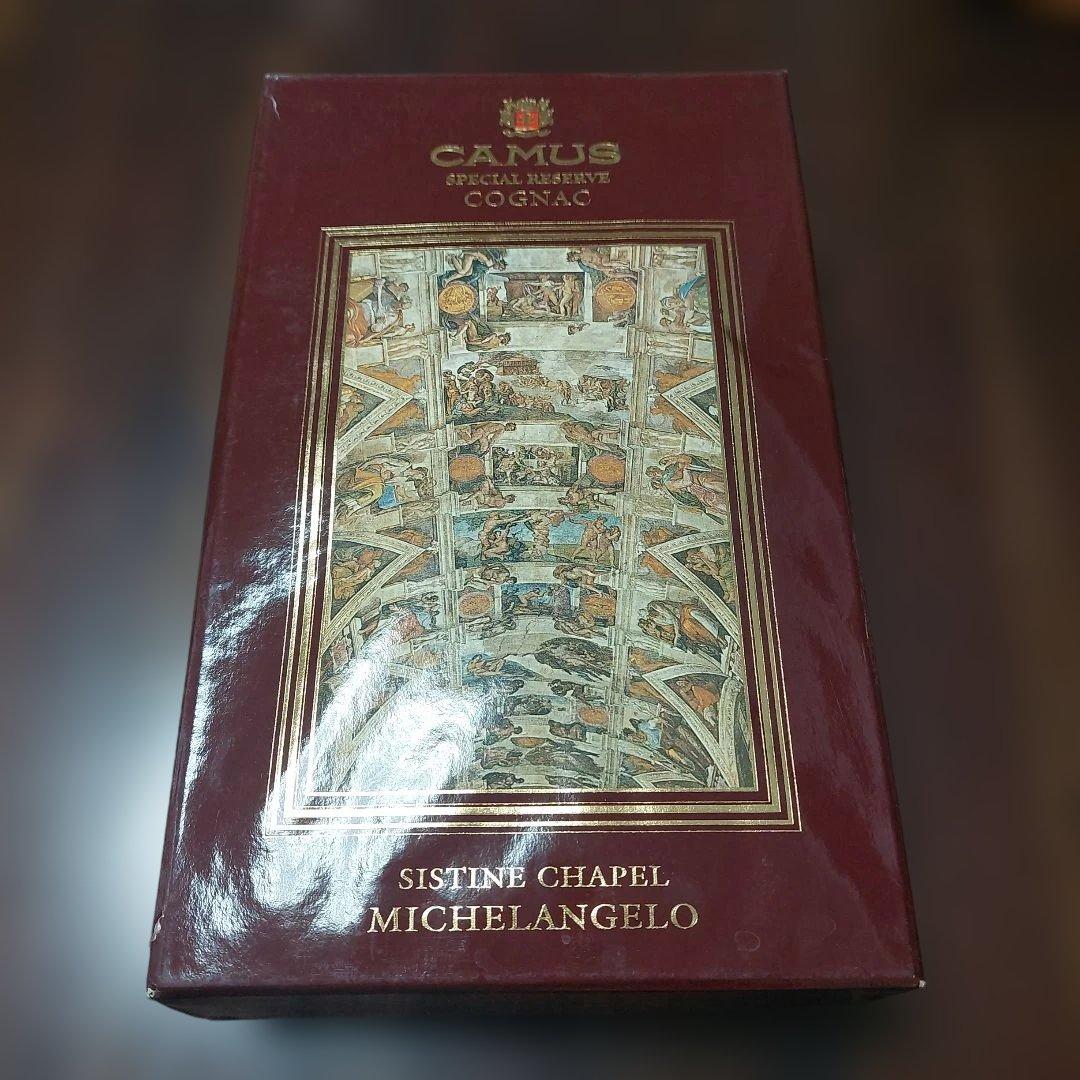 CAMUS
SPECIAL RESERVE
COGNAC
SISTINE CHAPEL
MICHELANGELO